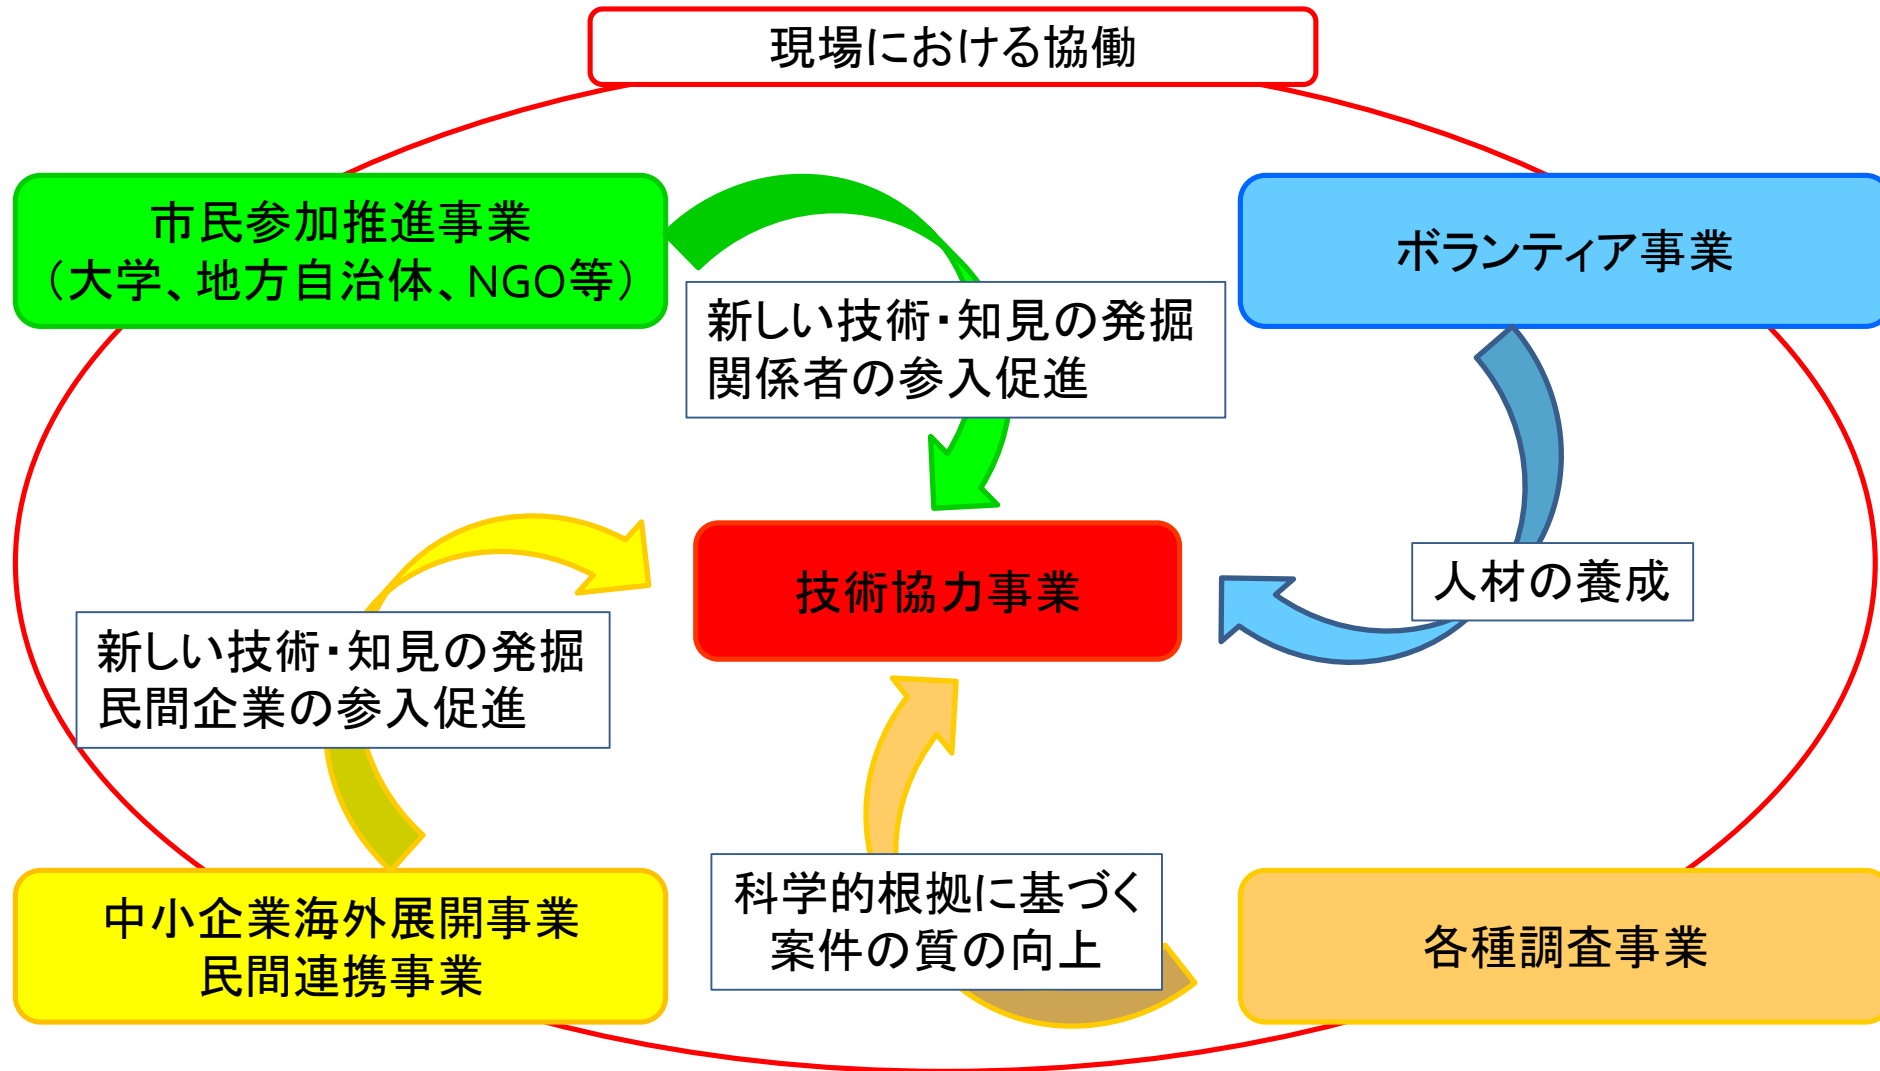 現場における協働
市民参加推進事業
（大学、地方自治体、NGO等）
ボランティア事業
新しい技術・知見の発掘
関係者の参入促進
技術協力事業
人材の養成
新しい技術・知見の発掘
民間企業の参入促進
科学的根拠に基づく
案件の質の向上
中小企業海外展開事業
民間連携事業
各種調査事業